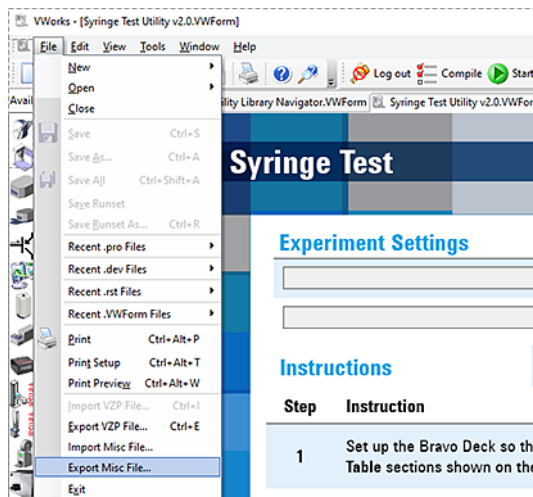 VWorks - [Syringe Test Utility v2.0.VWForm]
File Edit View Tools Window Help
Log out Compile Start
Avai
ility Library Navigator.VWForm Syringe Test Utility v2.0.VWFor
New
Open
Close
Save Ctrl+S
Save As... Ctrl+A
Save All Ctrl+Shift+A
Save Runset
Save Runset As... Ctrl+R
Recent .pro Files
Recent .dev Files
Recent .rst Files
Recent .VWForm Files
Print Ctrl+Alt+P
Print Setup Ctrl+Alt+T
Print Preview Ctrl+Alt+W
Import VZP File... Ctrl+I
Export VZP File... Ctrl+E
Import Misc File...
Export Misc File...
Exit
Syringe Test
Experiment Settings
Instructions
Step Instruction
1 Set up the Bravo Deck so th
Table sections shown on the